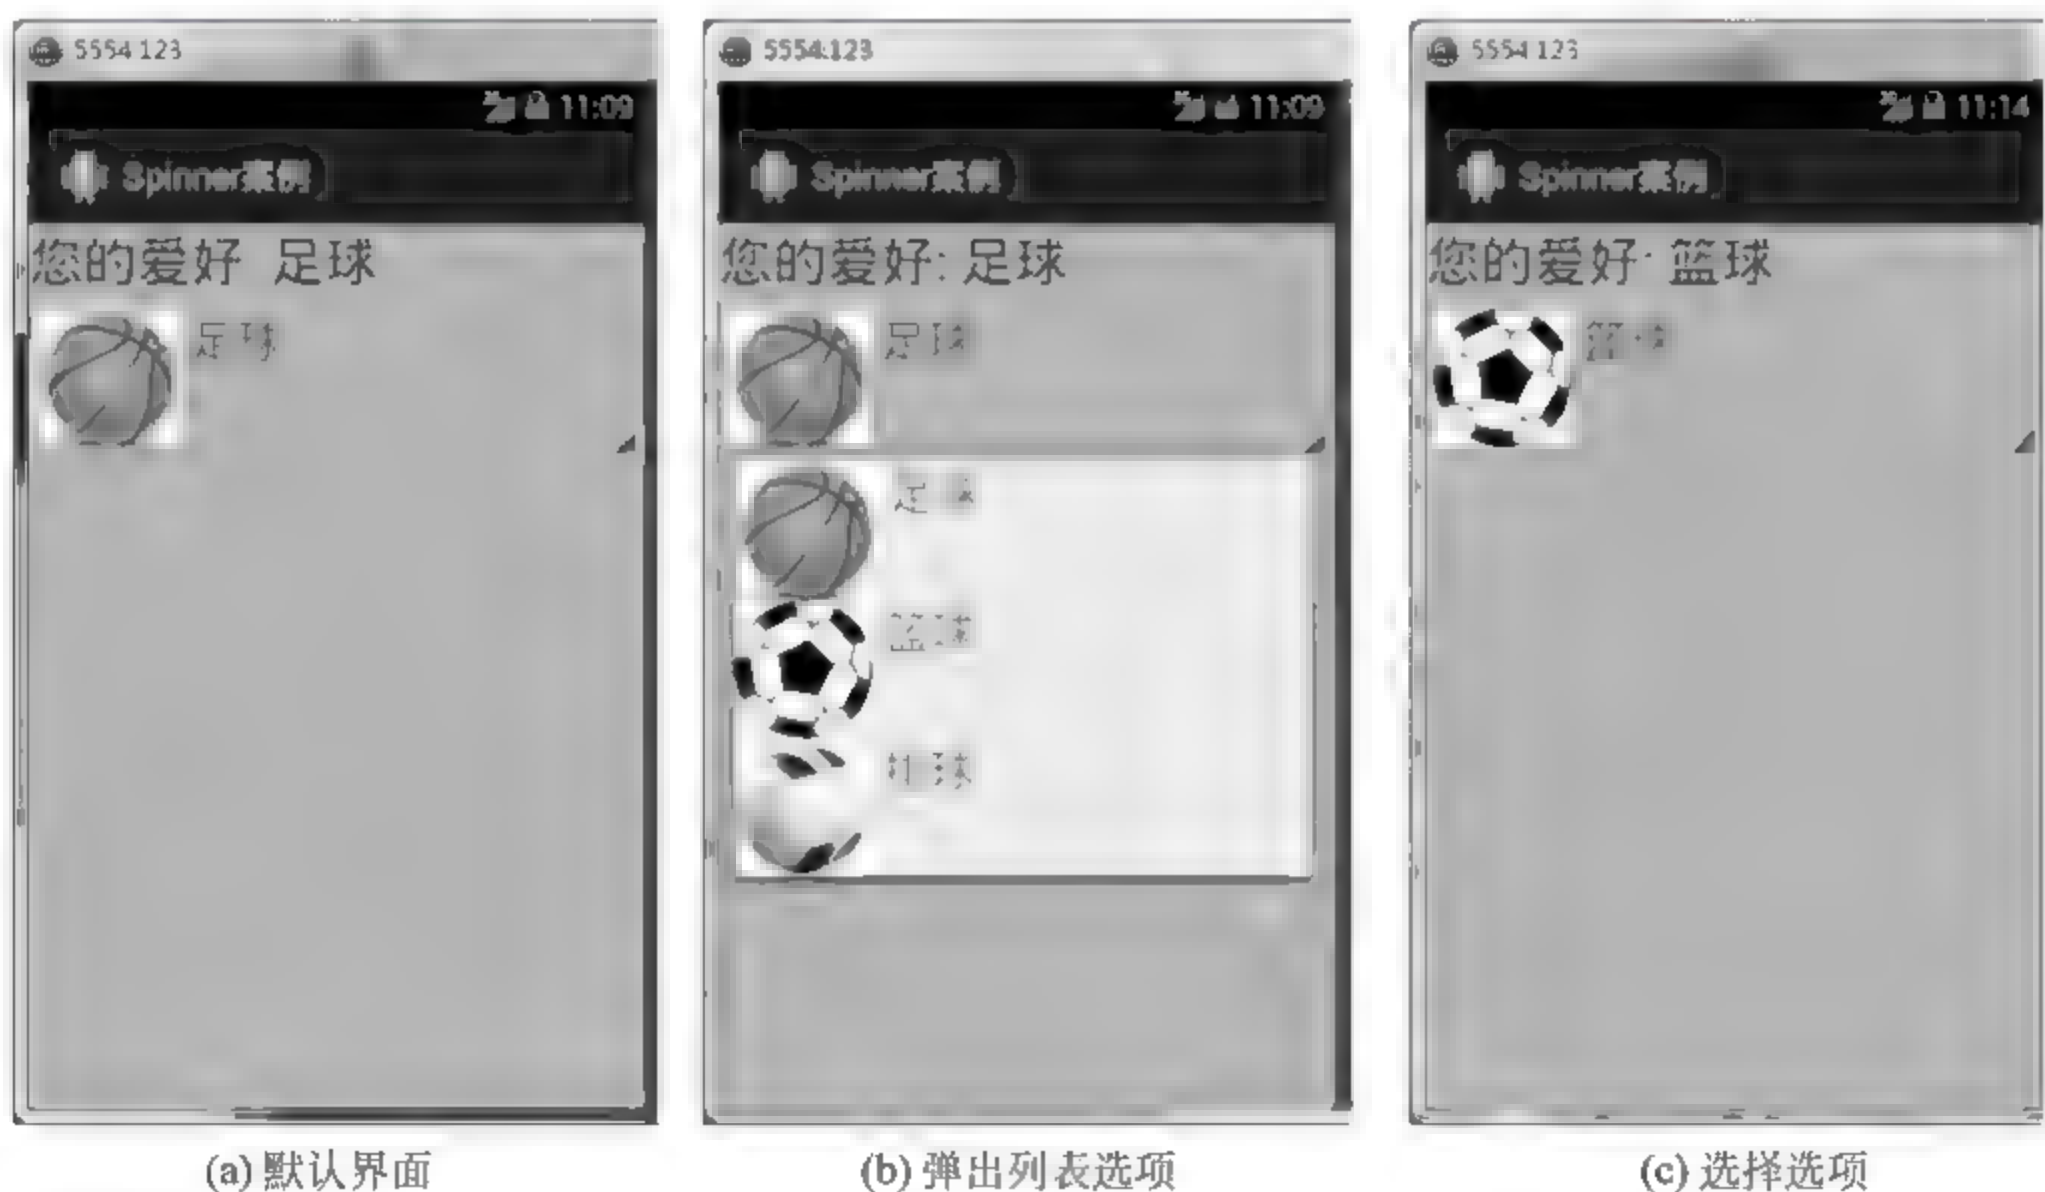 5554 123
11:09
Spinner案例
您的爱好 足球
足球
(a) 默认界面
5554:123
11:09
Spinner案例
您的爱好: 足球
足球
足球
篮球
(b) 弹出列表选项
5554 123
11:14
Spinner案例
您的爱好: 篮球
(c) 选择选项